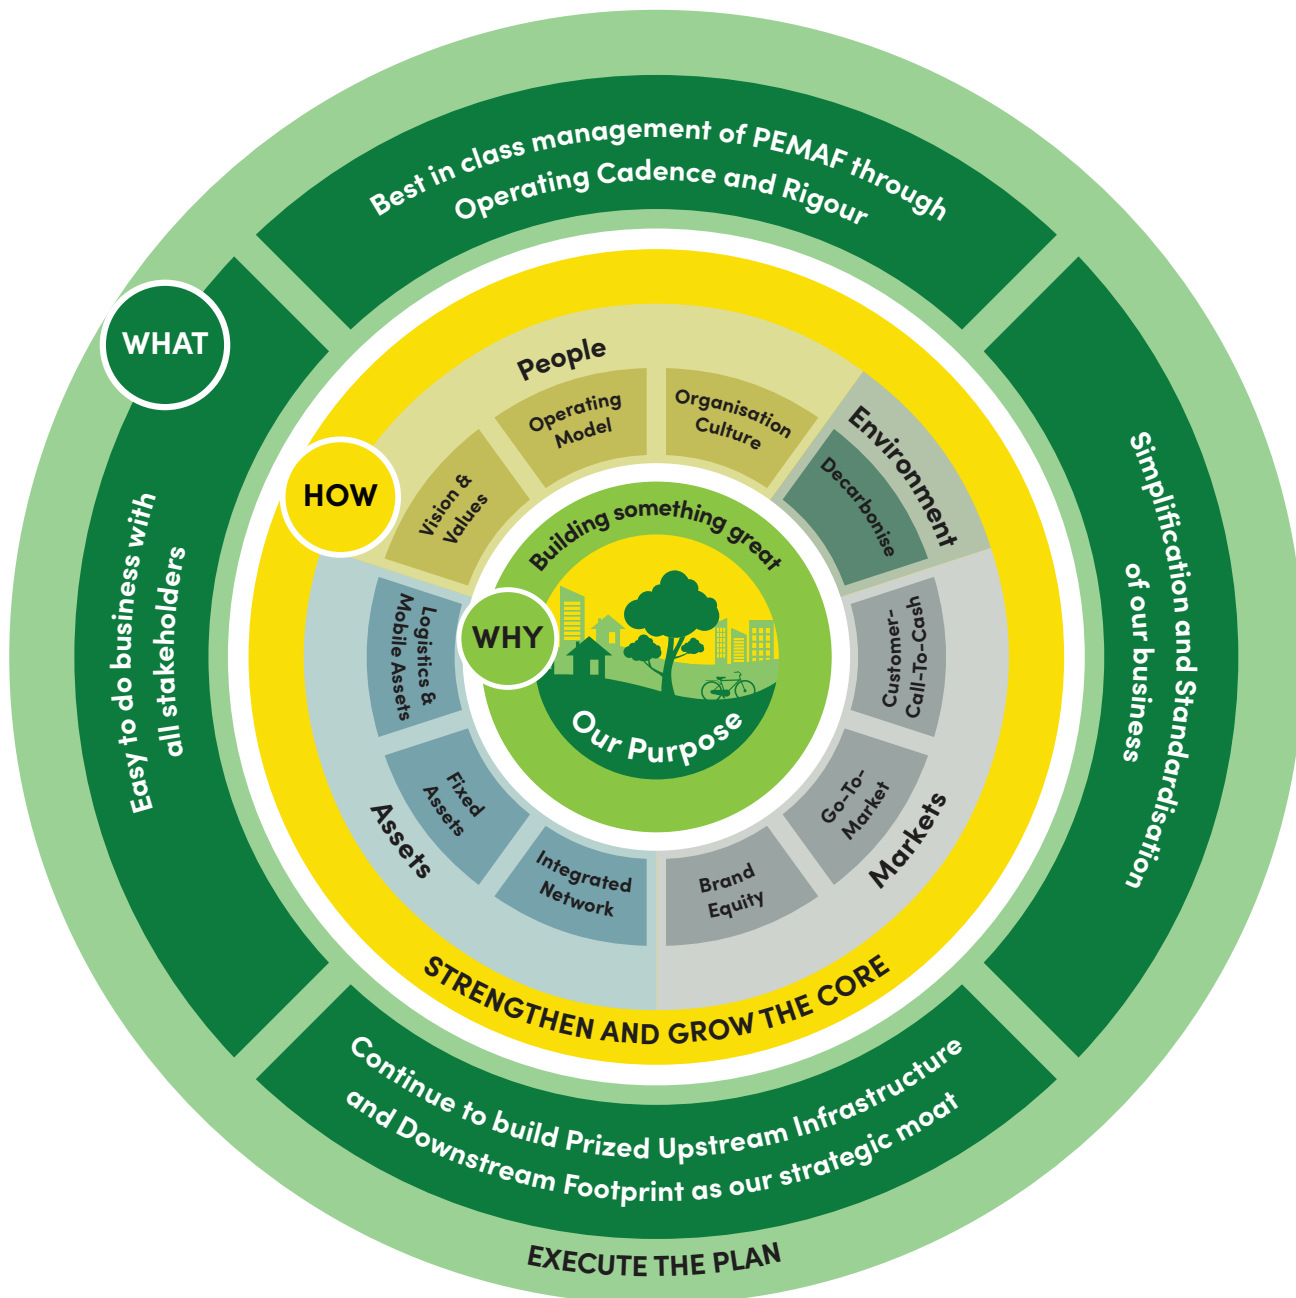 Best in class management of PEMAF through
Operating Cadence and Rigour
WHAT
Easy to do business with
all stakeholders
Simplification and Standardisation
of our business
Continue to build Prized Upstream Infrastructure
and Downstream Footprint as our strategic moat
EXECUTE THE PLAN
HOW
STRENGTHEN AND GROW THE CORE
People
Vision &
Values
Operating
Model
Organisation
Culture
Environment
Decarbonise
Markets
Customer-
Call-To-Cash
Go-To-
Market
Brand
Equity
Assets
Integrated
Network
Fixed
Assets
Logistics &
Mobile Assets
WHY
Building something great
Our Purpose